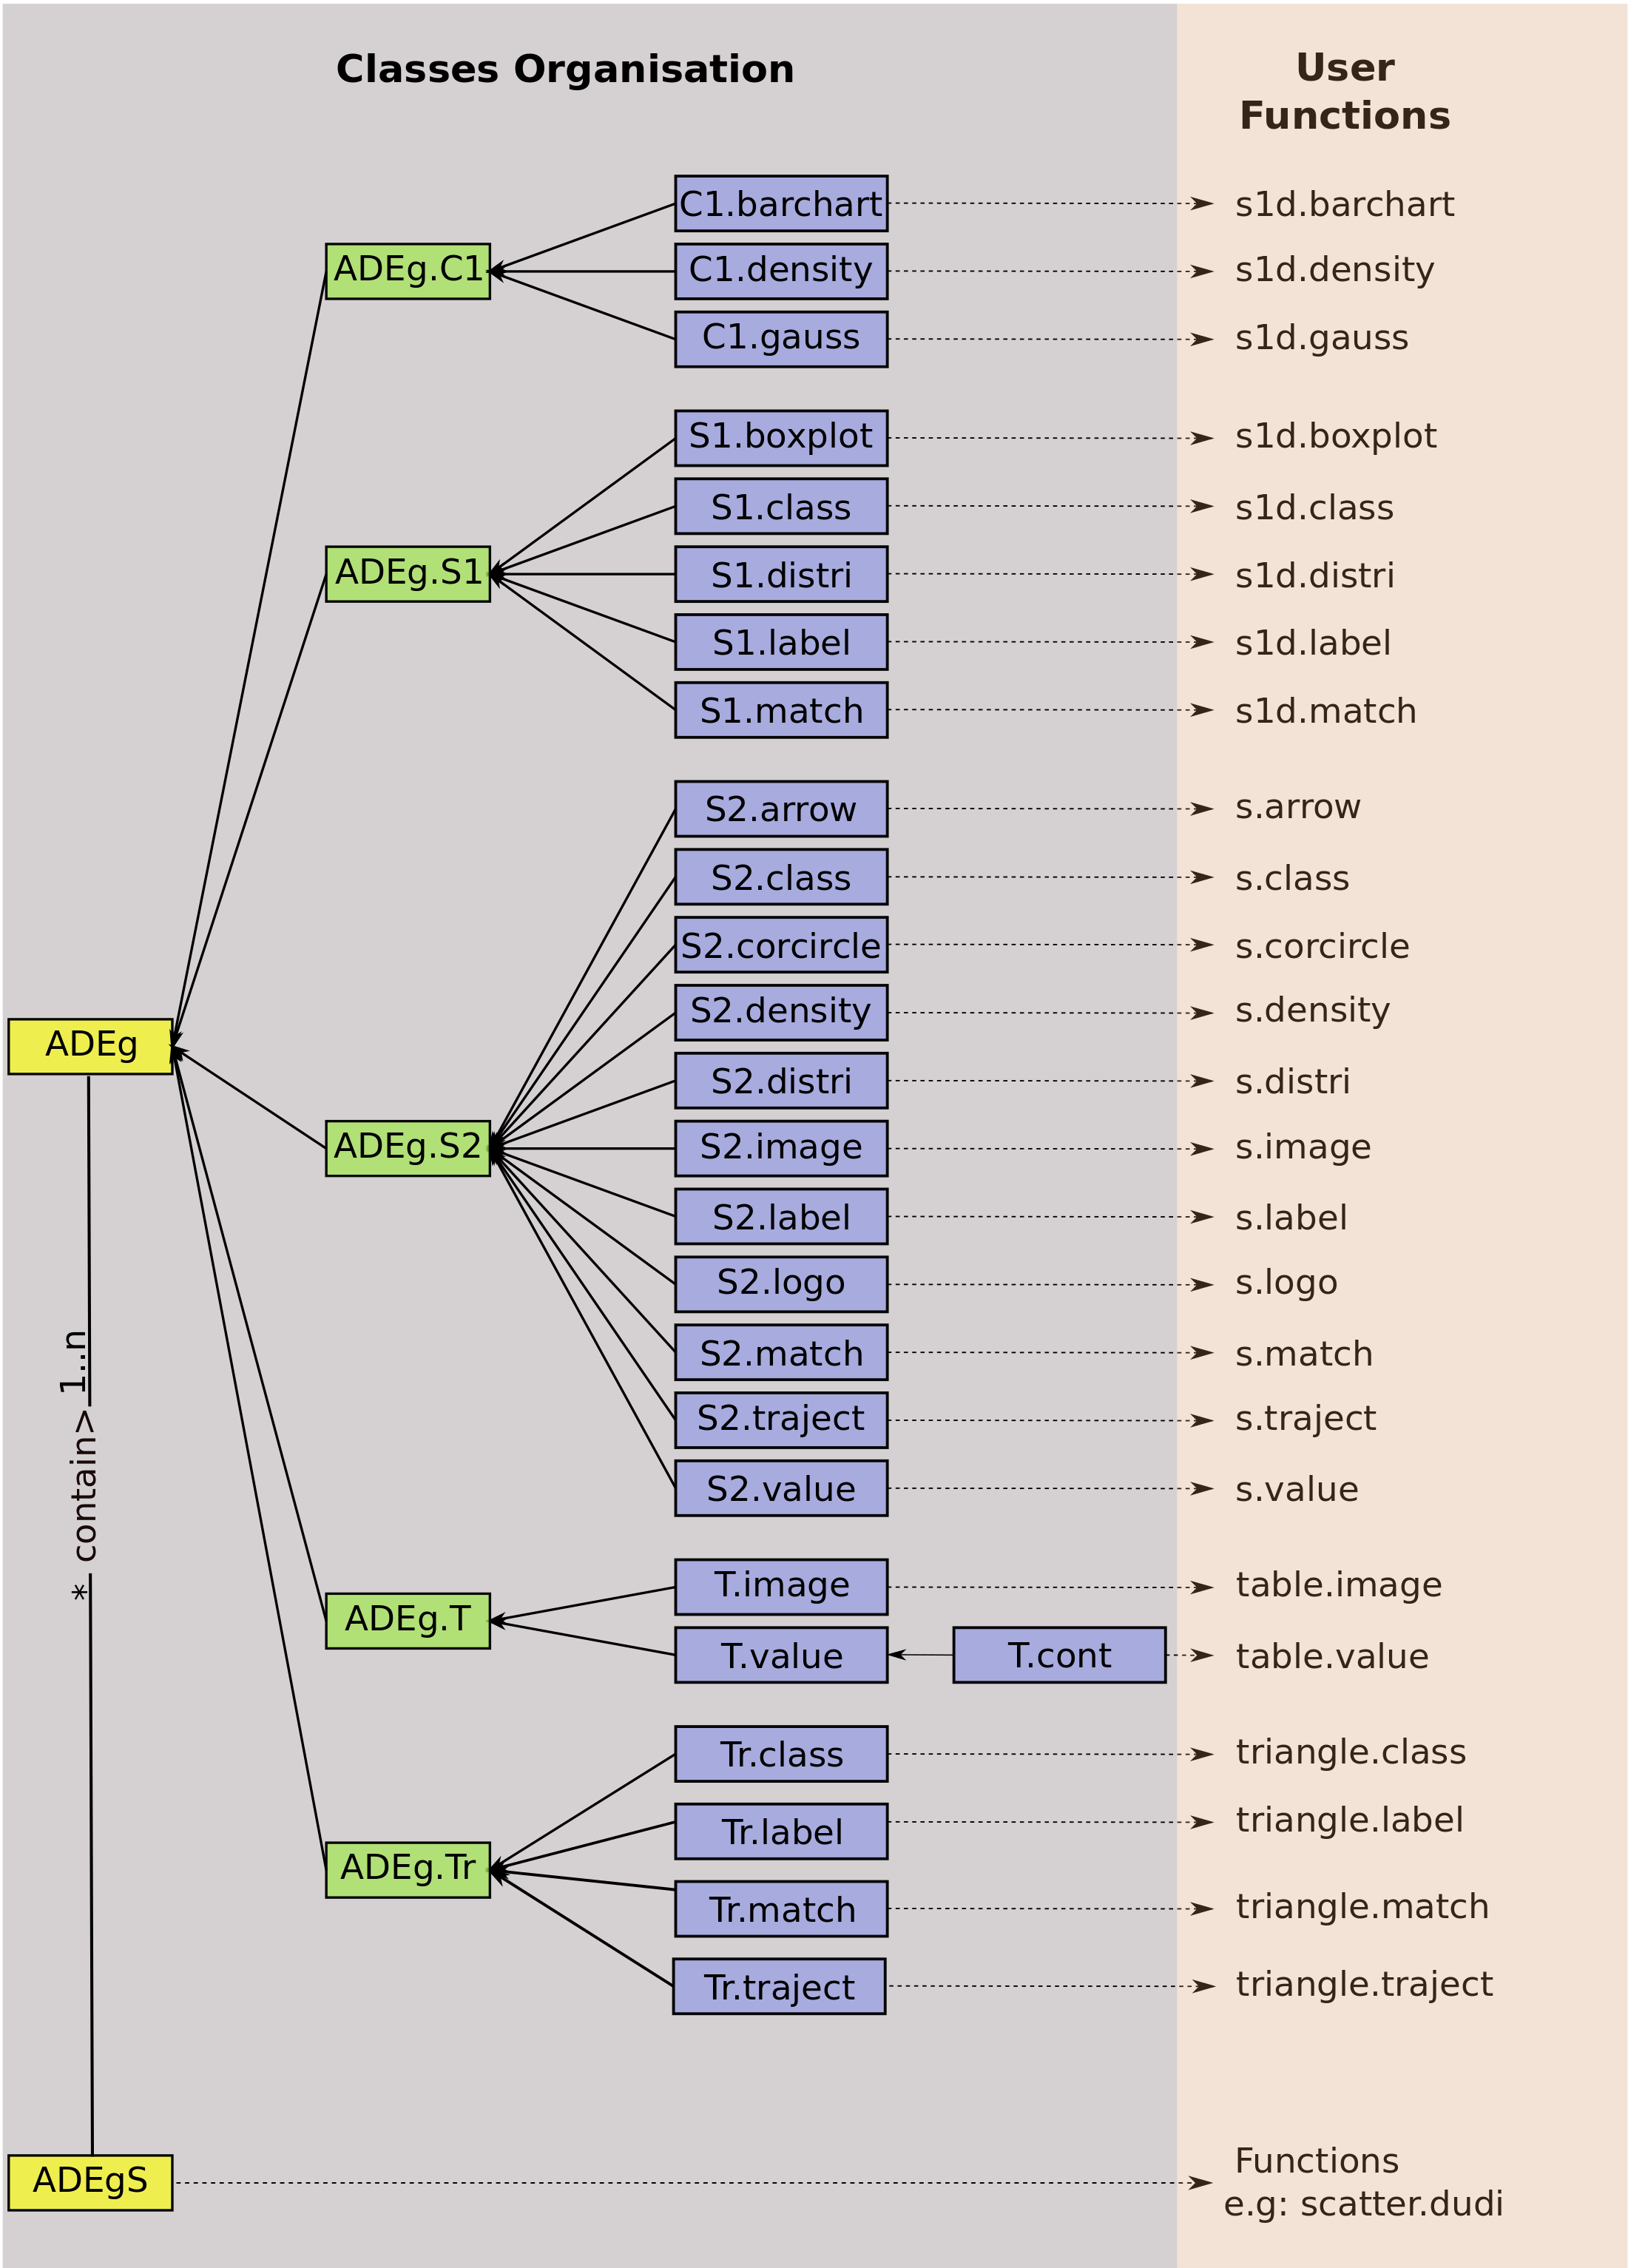 Classes Organisation
User
Functions
C1.barchart
s1d.barchart
ADEg.C1
C1.density
s1d.density
C1.gauss
s1d.gauss
S1.boxplot
s1d.boxplot
S1.class
s1d.class
ADEg.S1
S1.distri
s1d.distri
S1.label
s1d.label
S1.match
s1d.match
S2.arrow
s.arrow
S2.class
s.class
S2.corcircle
s.corcircle
S2.density
s.density
ADEg
S2.distri
s.distri
ADEg.S2
S2.image
s.image
S2.label
s.label
S2.logo
s.logo
S2.match
s.match
S2.traject
s.traject
* contain> 1..n
S2.value
s.value
T.image
table.image
ADEg.T
T.value
T.cont
table.value
Tr.class
triangle.class
Tr.label
triangle.label
ADEg.Tr
Tr.match
triangle.match
Tr.traject
triangle.traject
ADEgS
Functions
e.g: scatter.dudi